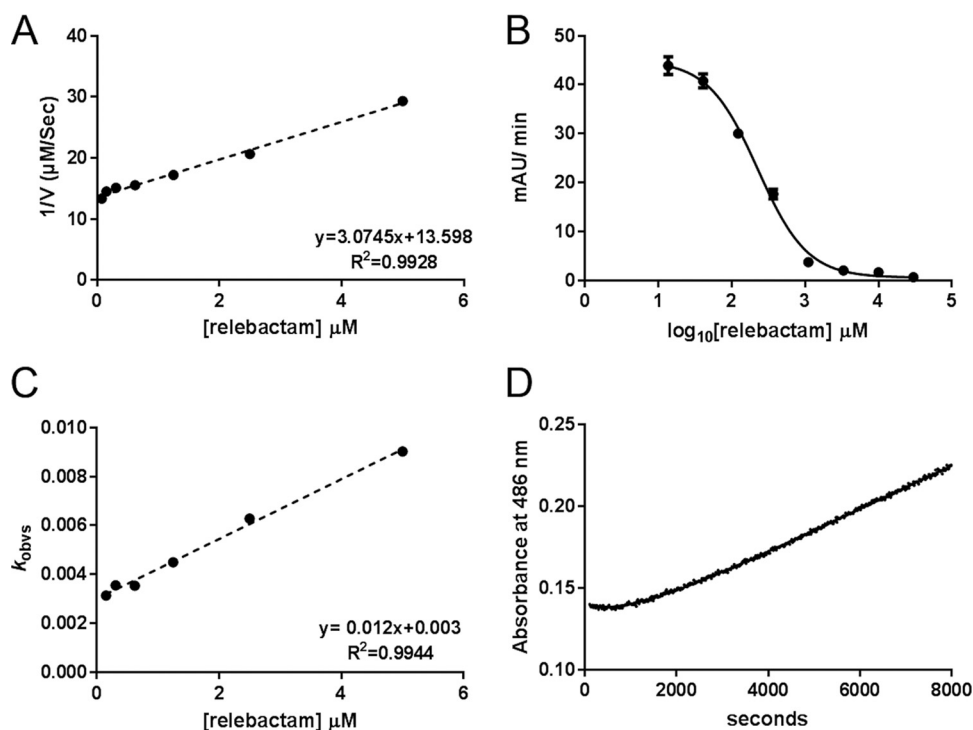 A
40
30
20
10
0
1/V (μM/Sec)
y=3.0745x+13.598
R²=0.9928
0 2 4 6
[relebactam] μM
B
50
40
30
20
10
0
mAU/ min
0 1 2 3 4 5
log₁₀[relebactam] μM
C
0.010
0.008
0.006
0.004
0.002
0.000
k_obvs
y= 0.012x+0.003
R²=0.9944
0 2 4 6
[relebactam] μM
D
0.25
0.20
0.15
0.10
Absorbance at 486 nm
0 2000 4000 6000 8000
seconds